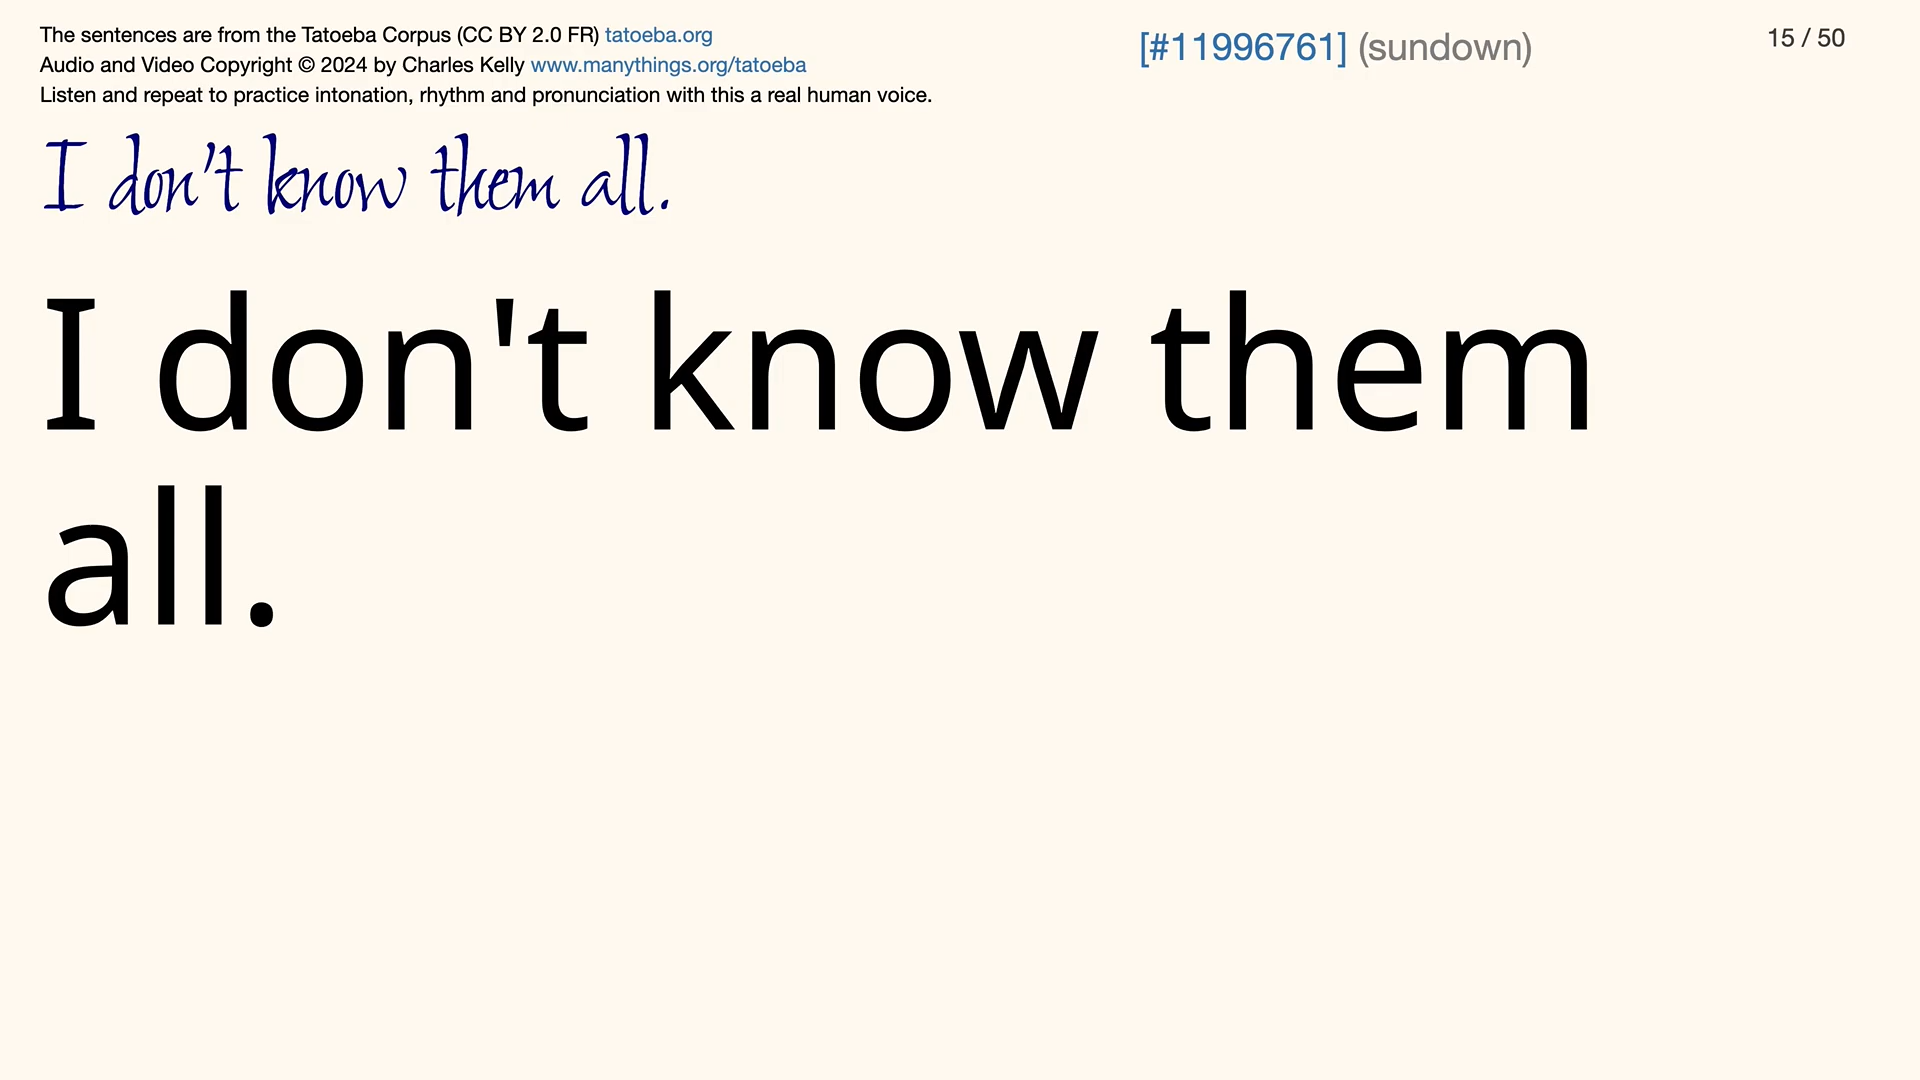 The sentences are from the Tatoeba Corpus (CC BY 2.0 FR) tatoeba.org
Audio and Video Copyright © 2024 by Charles Kelly www.manythings.org/tatoeba
Listen and repeat to practice intonation, rhythm and pronunciation with this a real human voice.
[#11996761] (sundown)
15 / 50
I don't know them all.
I don't know them
all.